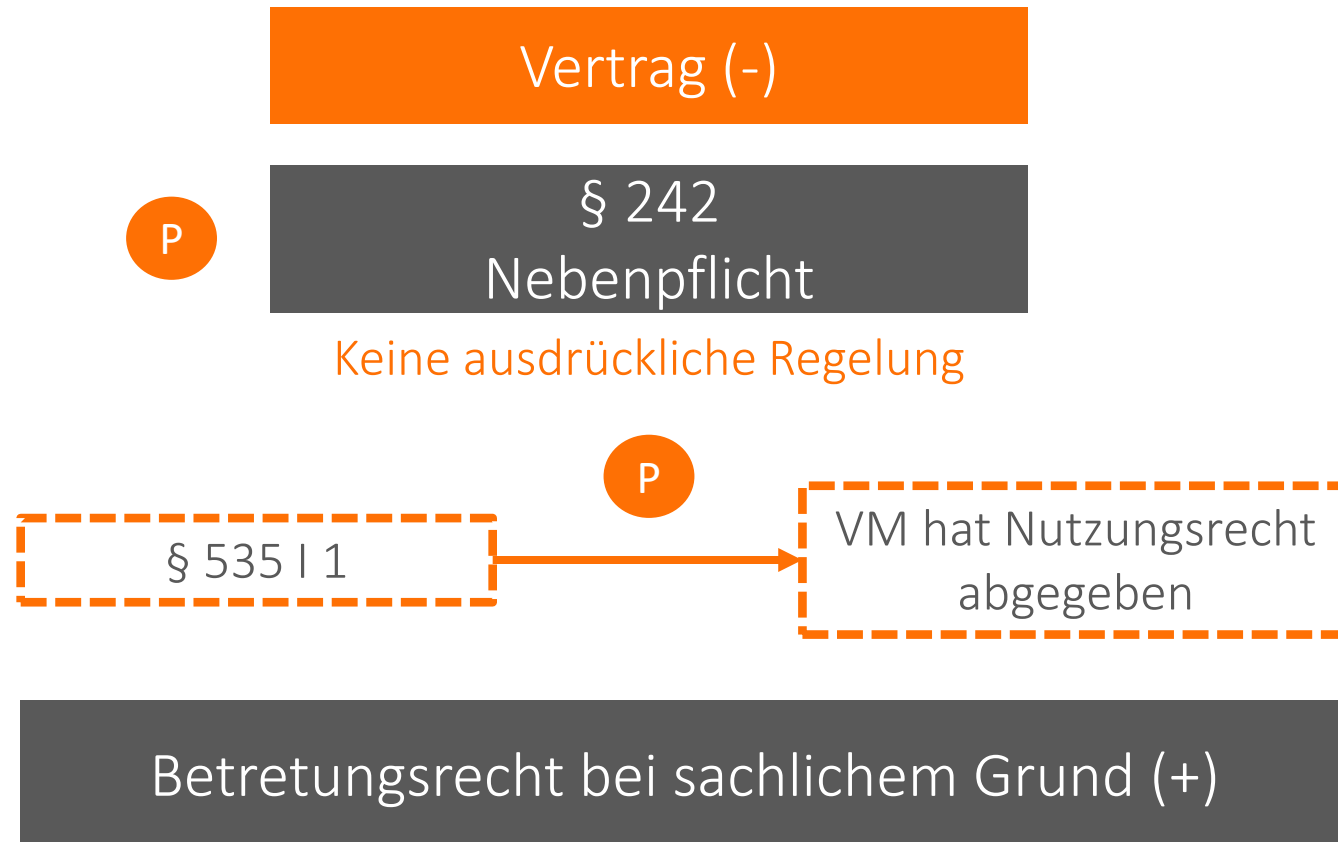 Vertrag (-)
P
§ 242
Nebenpflicht
Keine ausdrückliche Regelung
P
§ 535 I 1
VM hat Nutzungsrecht
abgegeben
Betretungsrecht bei sachlichem Grund (+)